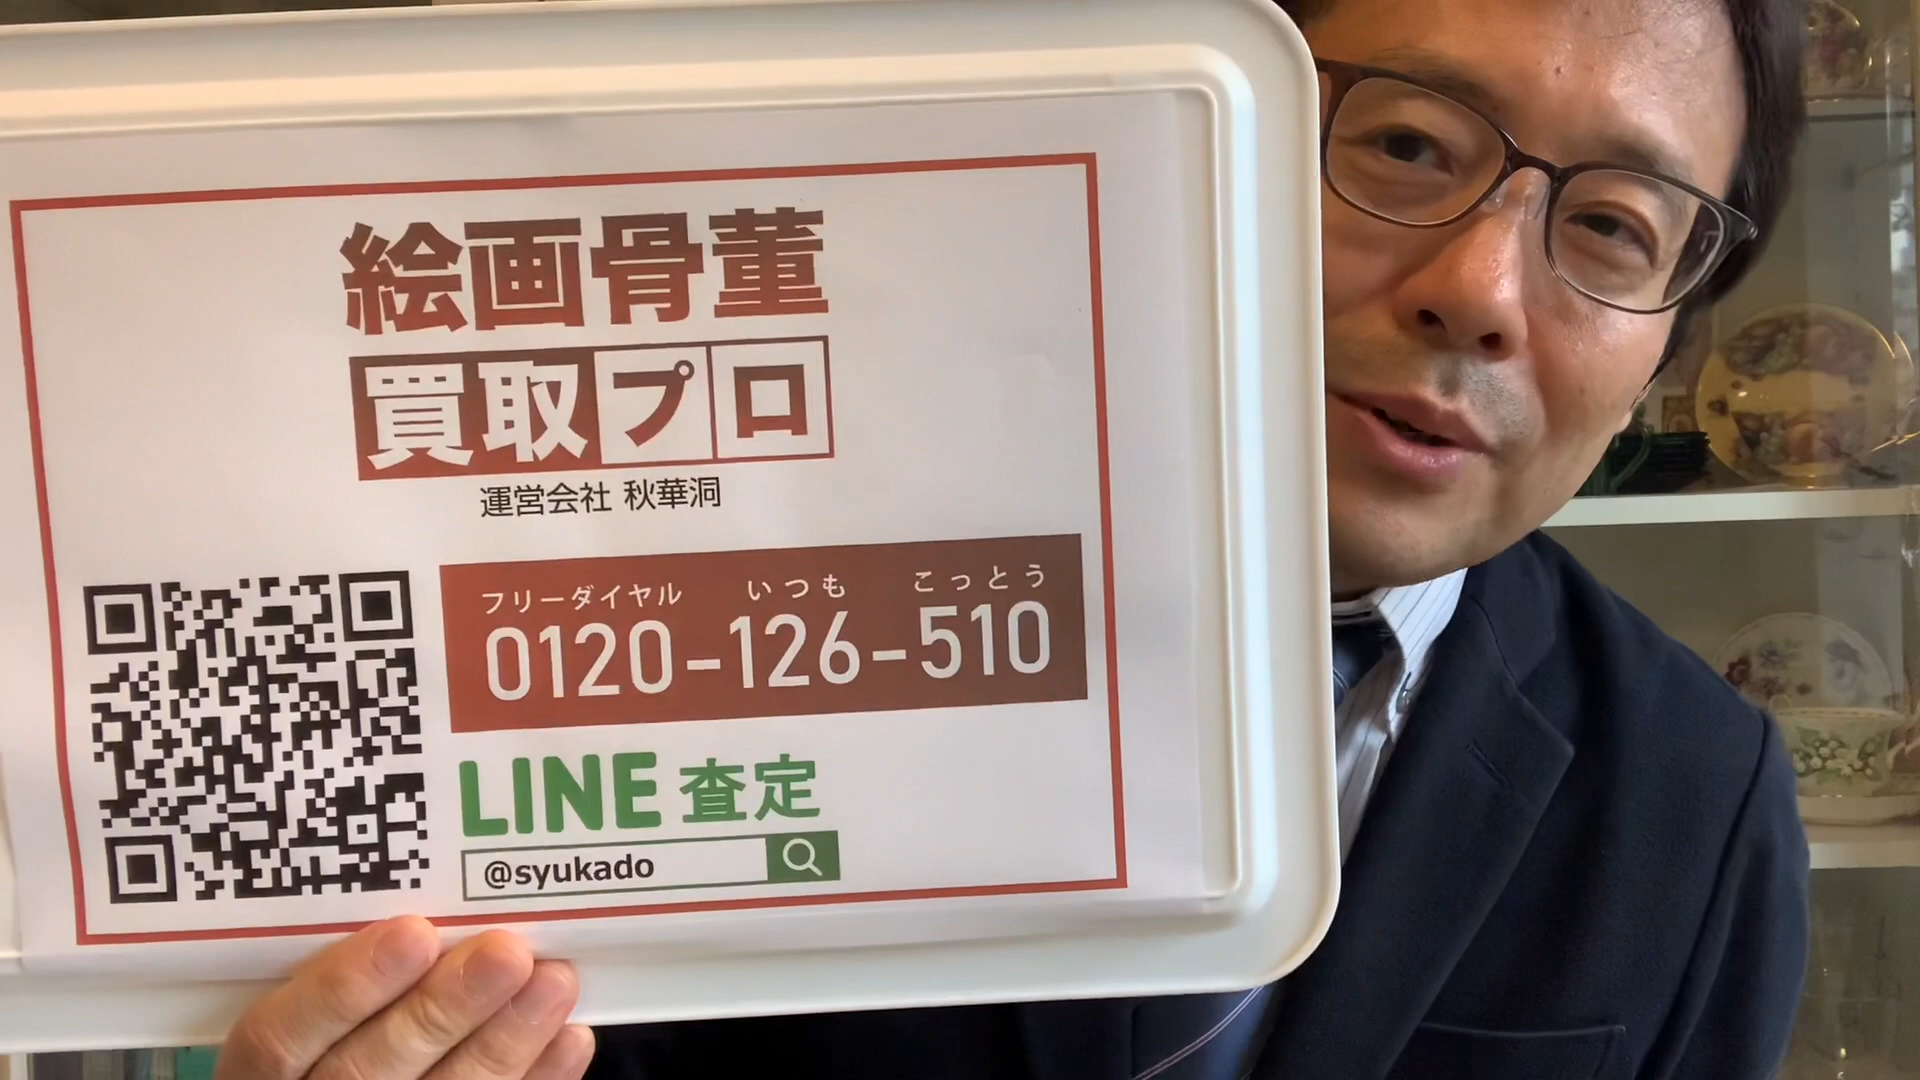 絵画骨董
買取プロ
運営会社 秋華洞
フリーダイヤル いつも こっとう
0120-126-510
LINE 査定
@syukado